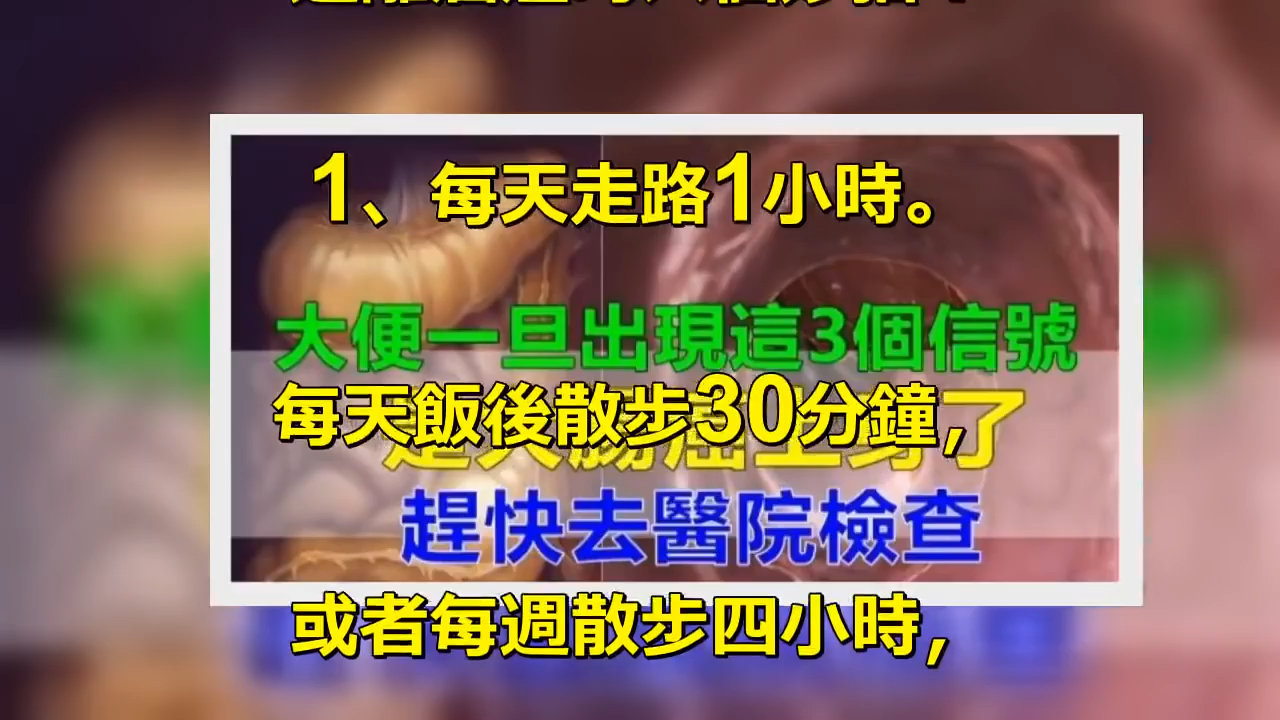 1、每天走路1小時。
大便一旦出現這3個信號
每天飯後散步30分鐘，
了
趕快去醫院檢查
或者每週散步四小時，